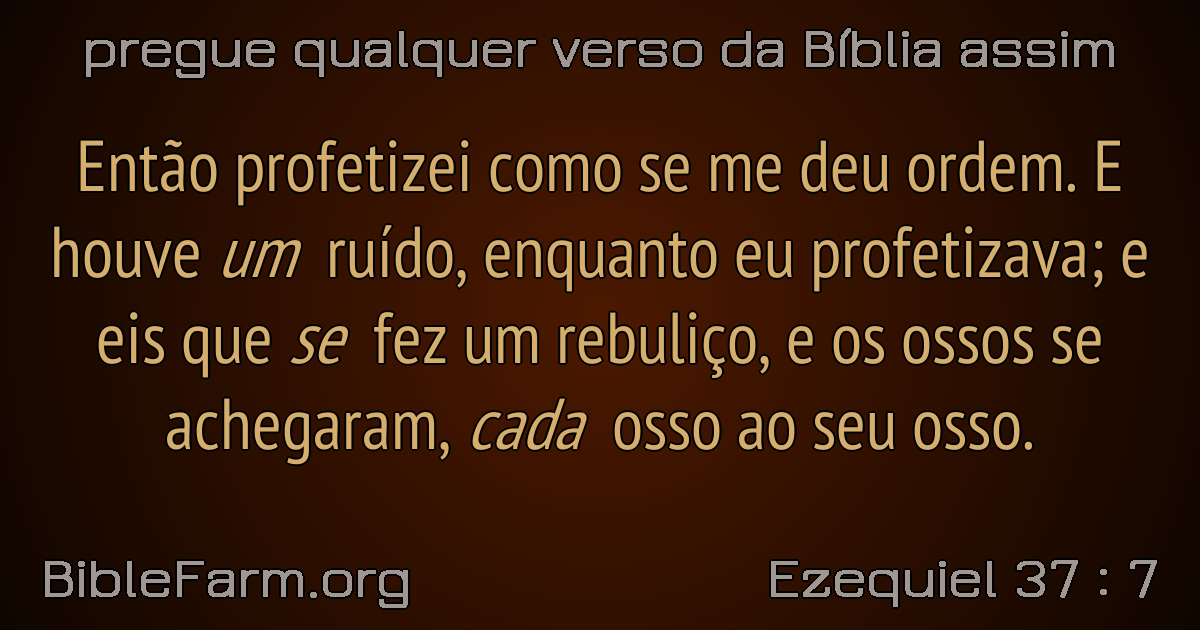 pregue qualquer verso da Bíblia assim
Então profetizei como se me deu ordem. E
houve um ruído, enquanto eu profetizava; e
eis que se fez um rebuliço, e os ossos se
achegaram, cada osso ao seu osso.
BibleFarm.org
Ezequiel 37 : 7